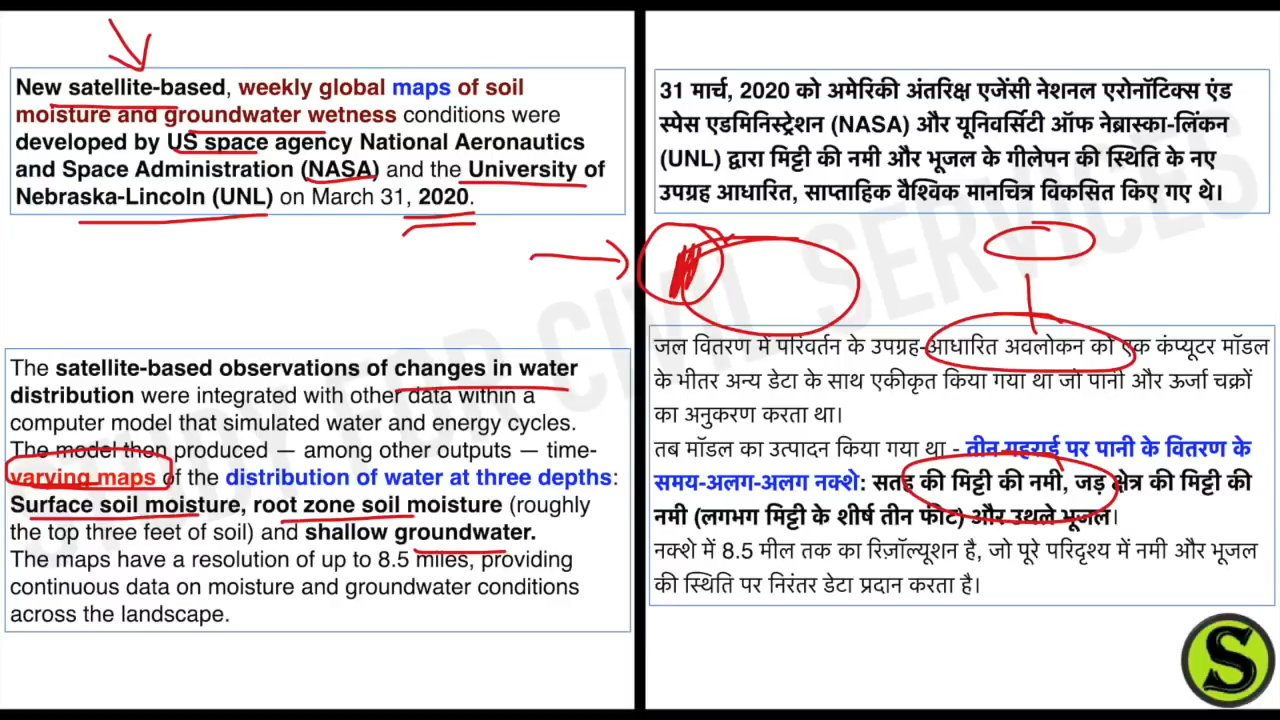 New satellite-based, weekly global maps of soil
moisture and groundwater wetness conditions were
developed by US space agency National Aeronautics
and Space Administration (NASA) and the University of
Nebraska-Lincoln (UNL) on March 31, 2020.
The satellite-based observations of changes in water
distribution were integrated with other data within a
computer model that simulated water and energy cycles.
The model then produced — among other outputs — time-
varying maps of the distribution of water at three depths:
Surface soil moisture, root zone soil moisture (roughly
the top three feet of soil) and shallow groundwater.
The maps have a resolution of up to 8.5 miles, providing
continuous data on moisture and groundwater conditions
across the landscape.
31 मार्च, 2020 को अमेरिकी अंतरिक्ष एजेंसी नेशनल एरोनॉटिक्स एंड
स्पेस एडमिनिस्ट्रेशन (NASA) और यूनिवर्सिटी ऑफ नेब्रास्का-लिंकन
(UNL) द्वारा मिट्टी की नमी और भूजल के गीलेपन की स्थिति के नए
उपग्रह आधारित, साप्ताहिक वैश्विक मानचित्र विकसित किए गए थे।
जल वितरण में परिवर्तन के उपग्रह-आधारित अवलोकन को एक कंप्यूटर मॉडल
के भीतर अन्य डेटा के साथ एकीकृत किया गया था जो पानी और ऊर्जा चक्रों
का अनुकरण करता था।
तब मॉडल का उत्पादन किया गया था - तीन गहराई पर पानी के वितरण के
समय-अलग-अलग नक्शे: सतह की मिट्टी की नमी, जड़ क्षेत्र की मिट्टी की
नमी (लगभग मिट्टी के शीर्ष तीन फीट) और उथले भूजल।
नक्शे में 8.5 मील तक का रिज़ॉल्यूशन है, जो पूरे परिदृश्य में नमी और भूजल
की स्थिति पर निरंतर डेटा प्रदान करता है।
STUDY FOR CIVIL SERVICES
S